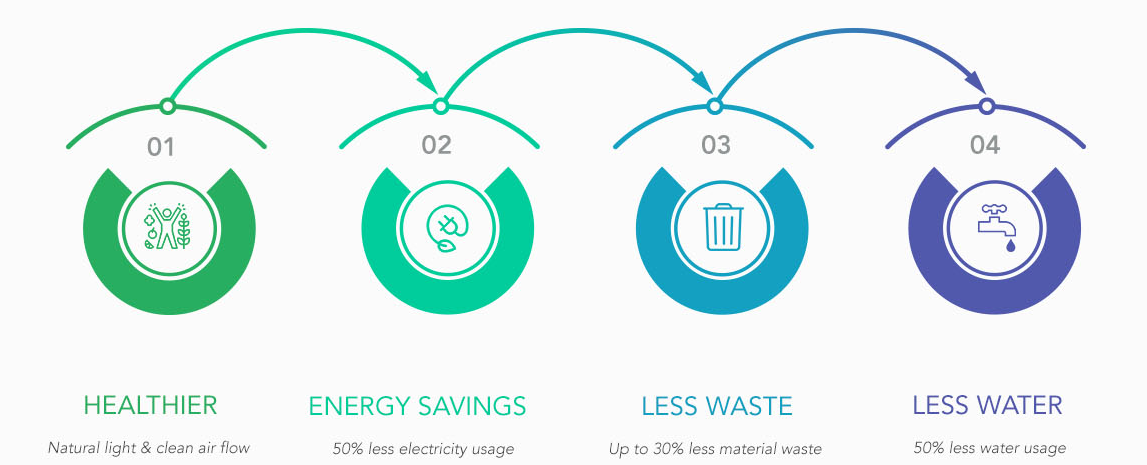 01
02
03
04
HEALTHIER
ENERGY SAVINGS
LESS WASTE
LESS WATER
Natural light & clean air flow
50% less electricity usage
Up to 30% less material waste
50% less water usage